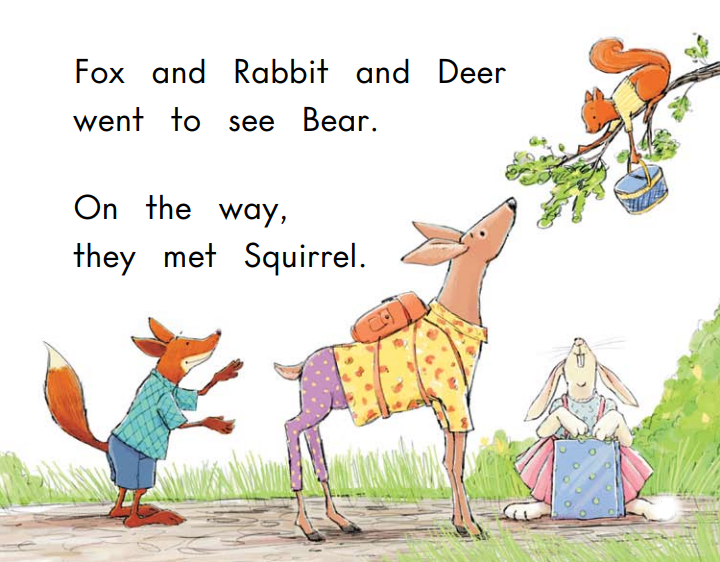 Fox and Rabbit and Deer
went to see Bear.
On the way,
they met Squirrel.